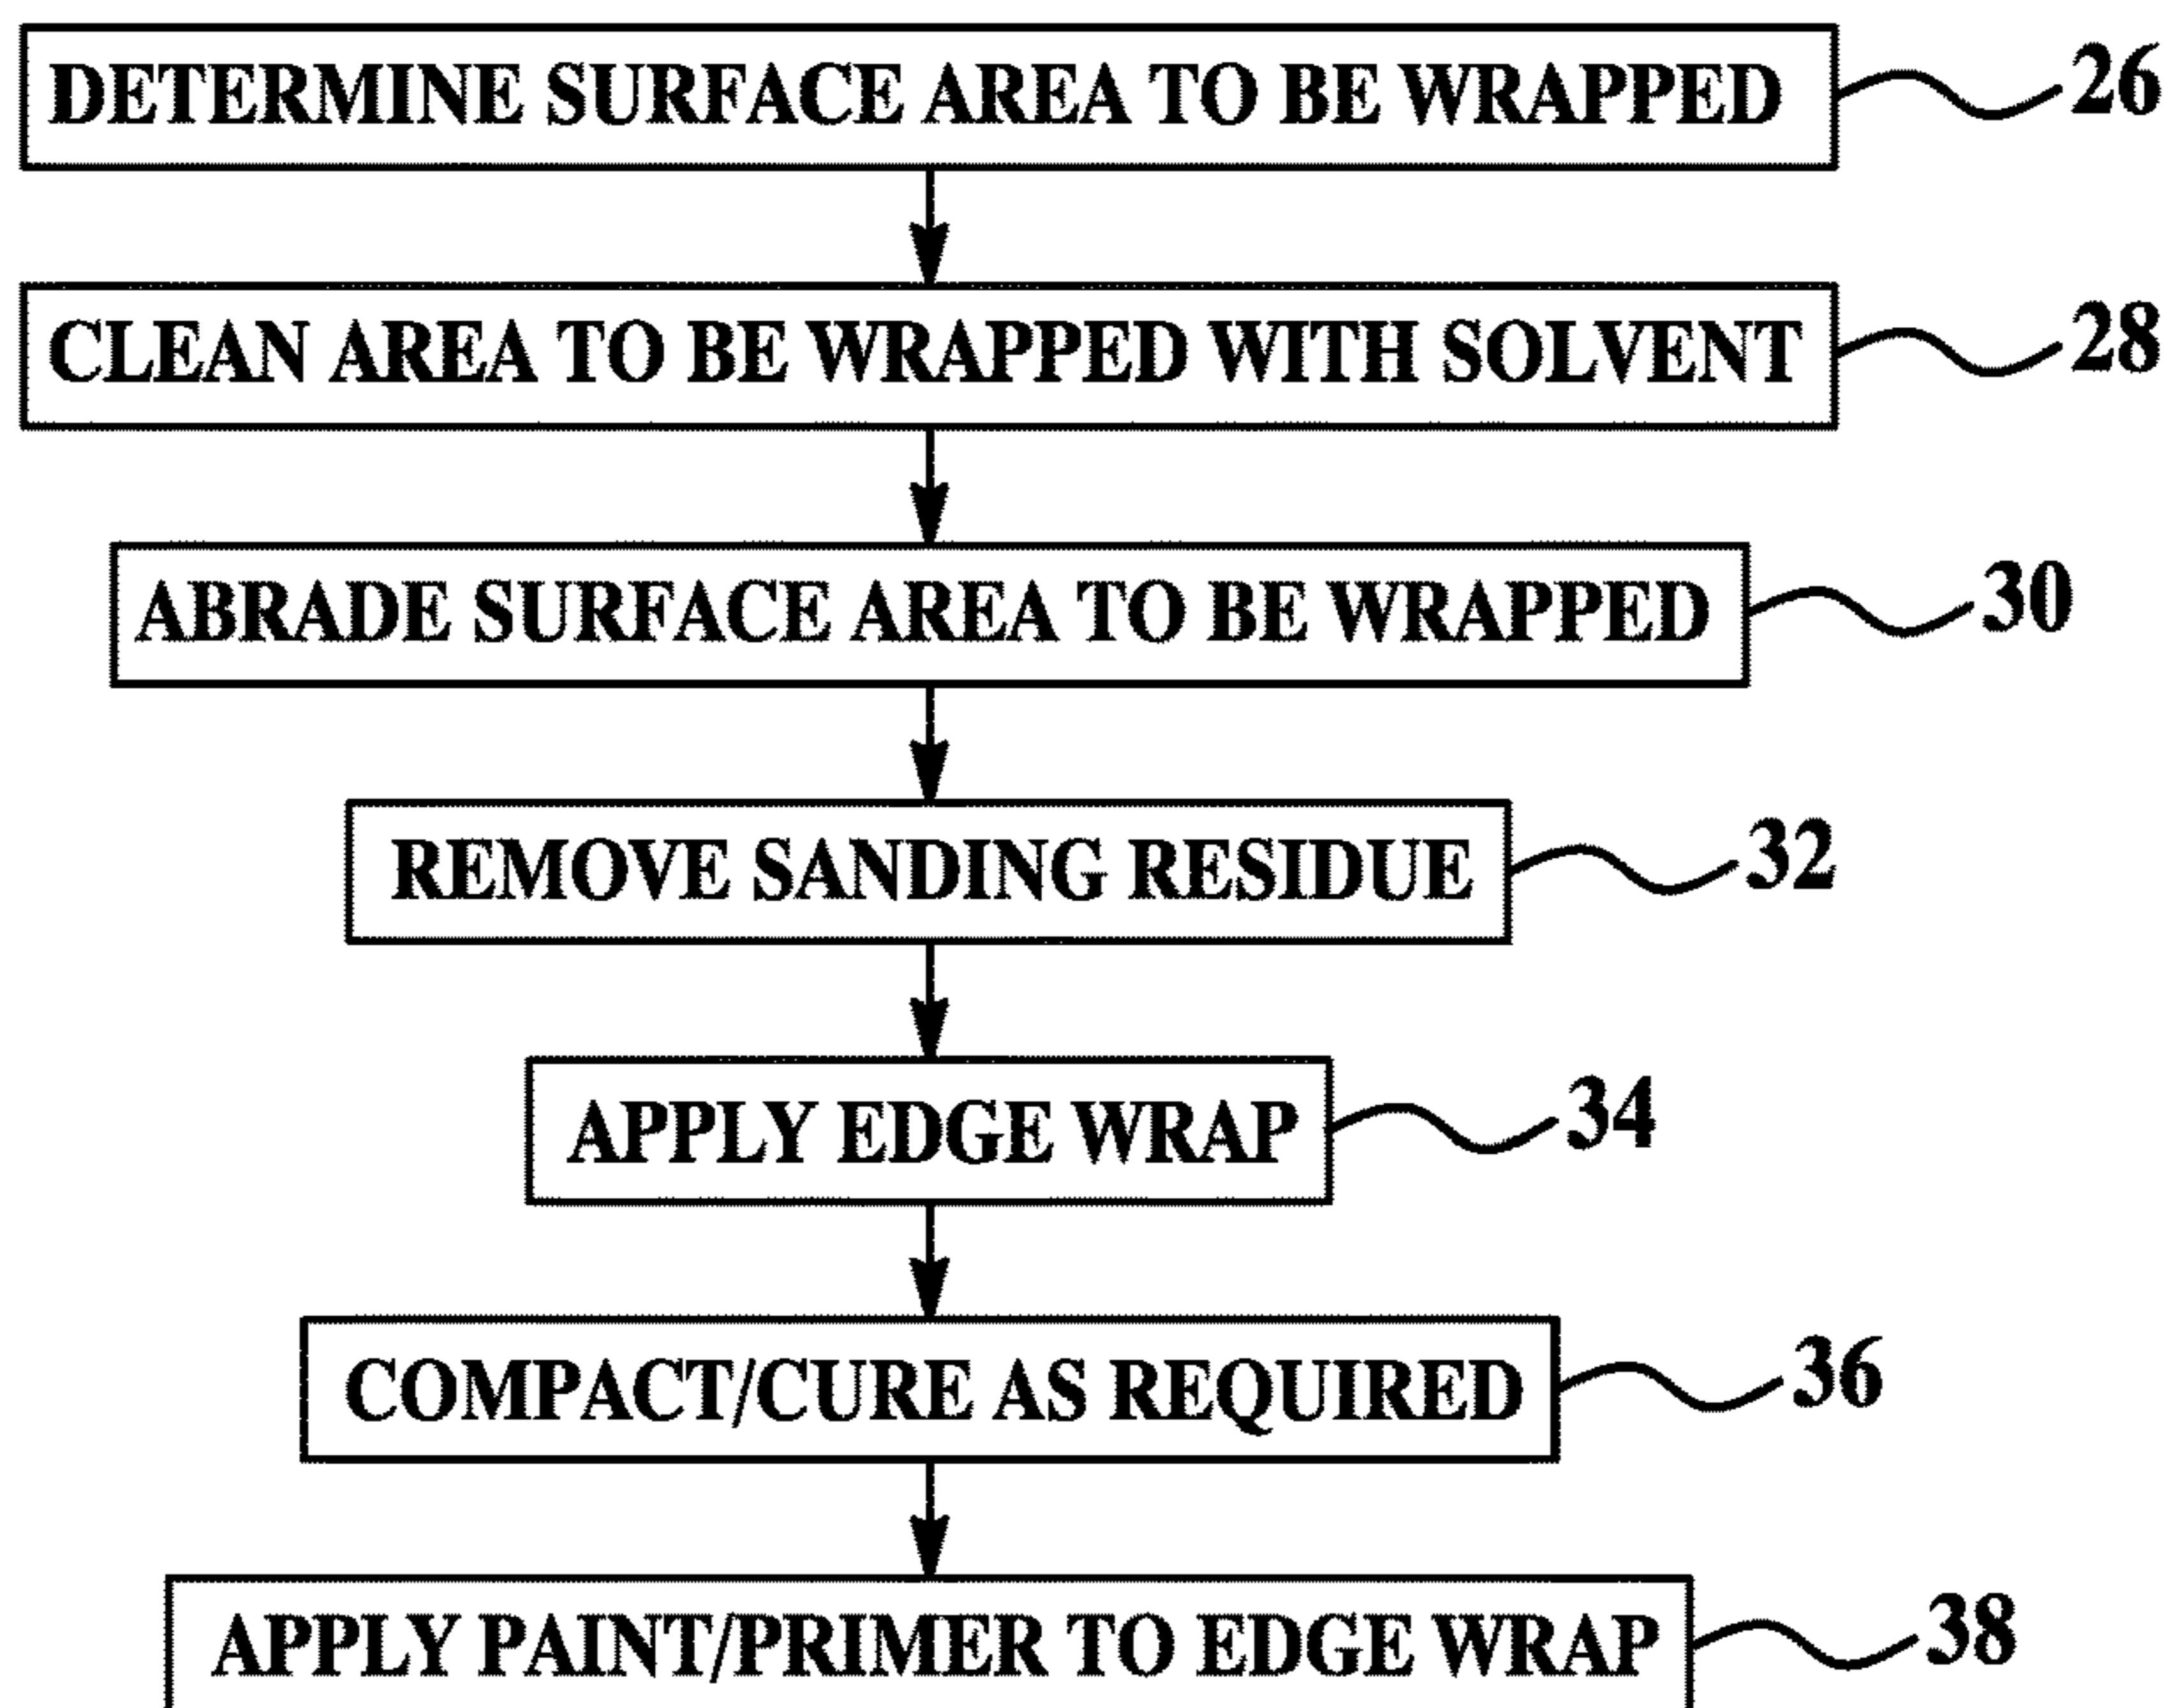 DETERMINE SURFACE AREA TO BE WRAPPED 26
CLEAN AREA TO BE WRAPPED WITH SOLVENT 28
ABRADE SURFACE AREA TO BE WRAPPED 30
REMOVE SANDING RESIDUE 32
APPLY EDGE WRAP 34
COMPACT/CURE AS REQUIRED 36
APPLY PAINT/PRIMER TO EDGE WRAP 38